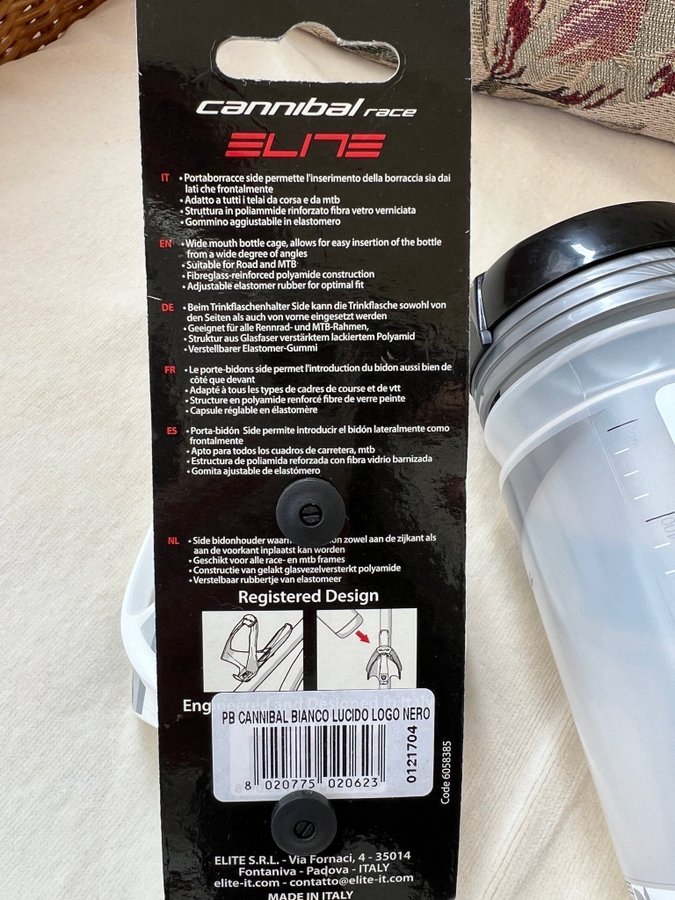 cannibal race
ELITE
IT • Portaborracce side permette l'inserimento della borraccia sia dai
lati che frontalmente
• Adatto a tutti i telai da corsa e da mtb
• Struttura in poliammide rinforzato fibra vetro verniciata
• Gommino aggiustabile in elastomero
EN • Wide mouth bottle cage, allows for easy insertion of the bottle
from a wide degree of angles
• Suitable for Road and MTB
• Fibreglass-reinforced polyamide construction
• Adjustable elastomer rubber for optimal fit
DE • Beim Trinkflaschenhalter Side kann die Trinkflasche sowohl von
den Seiten als auch von vorne eingesetzt werden
• Geeignet für alle Rennrad- und MTB-Rahmen,
• Struktur aus Glasfaser verstärktem lackiertem Polyamid
• Verstellbarer Elastomer-Gummi
FR • Le porte-bidons side permet l'introduction du bidon aussi bien de
côté que devant
• Adapté à tous les types de cadres de course et de vtt
• Structure en polyamide renforcé fibre de verre peinte
• Capsule réglable en élastomère
ES • Porta-bidón Side permite introducir el bidón lateralmente como
frontalmente
• Apto para todos los cuadros de carretera, mtb
• Estructura de poliamida reforzada con fibra vidrio barnizada
• Gomita ajustable de elastómero
NL • Side bidonhouder zowel aan de zijkant als
aan de voorkant inplaatst kan worden
• Geschikt voor alle race- en mtb frames
• Constructie van gelakt glasvezelversterkt polyamide
• Verstelbaar rubbertje van elastomeer
Registered Design
PB CANNIBAL BIANCO LUCIDO LOGO NERO
8 020775 020623
0121704
Code 6058385
ELITE S.R.L. - Via Fornaci, 4 - 35014
Fontaniva - Padova - ITALY
elite-it.com - contatto@elite-it.com
MADE IN ITALY